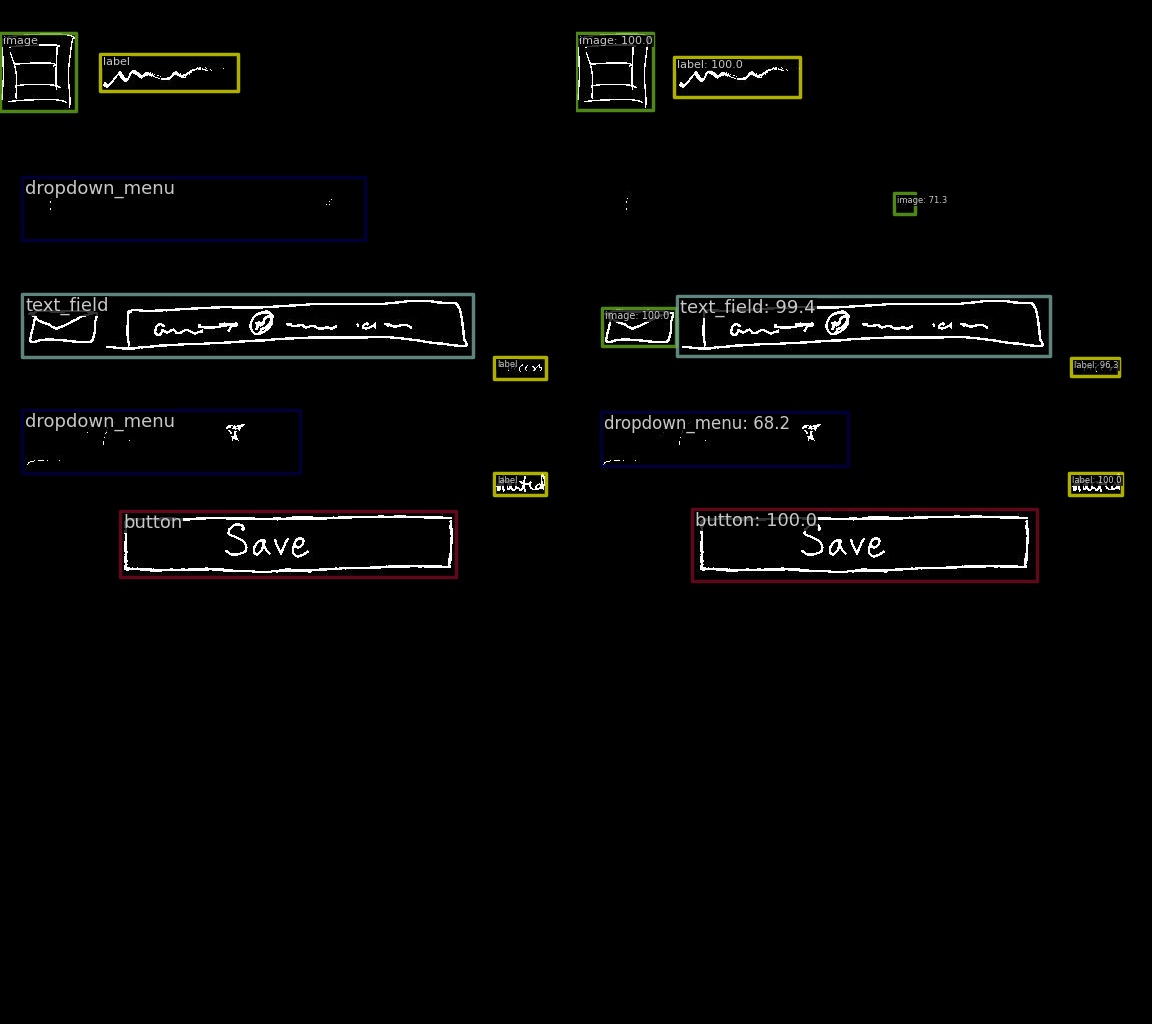 image
image: 100.0
label
label: 100.0
dropdown_menu
image: 71.3
text_field
text_field: 99.4
image: 100.0
label
label: 96.3
dropdown_menu
dropdown_menu: 68.2
label
label: 100.0
button
button: 100.0
Save
Save